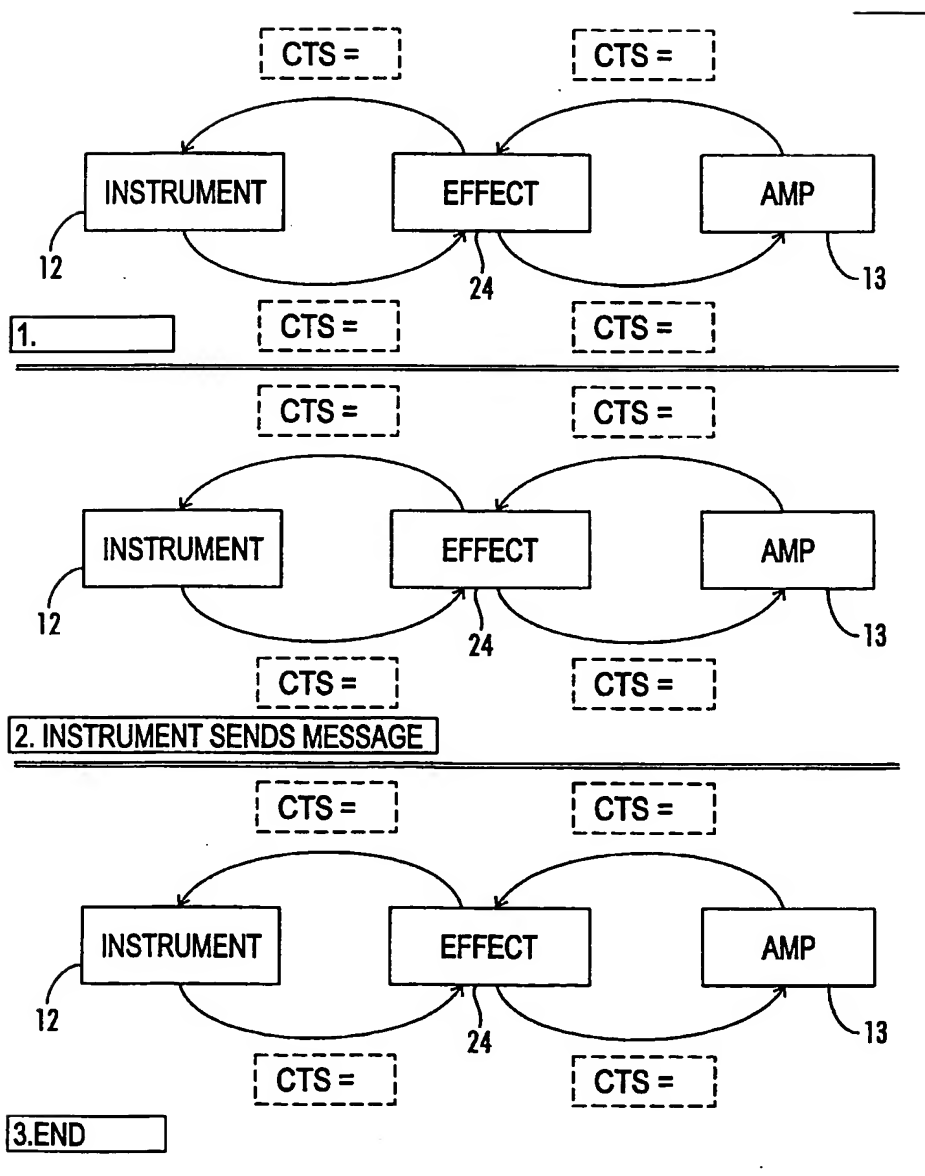 CTS = CTS =
INSTRUMENT EFFECT AMP
12 24 13
CTS = CTS =
1.
CTS = CTS =
INSTRUMENT EFFECT AMP
12 24 13
CTS = CTS =
2. INSTRUMENT SENDS MESSAGE
CTS = CTS =
INSTRUMENT EFFECT AMP
12 24 13
CTS = CTS =
3.END